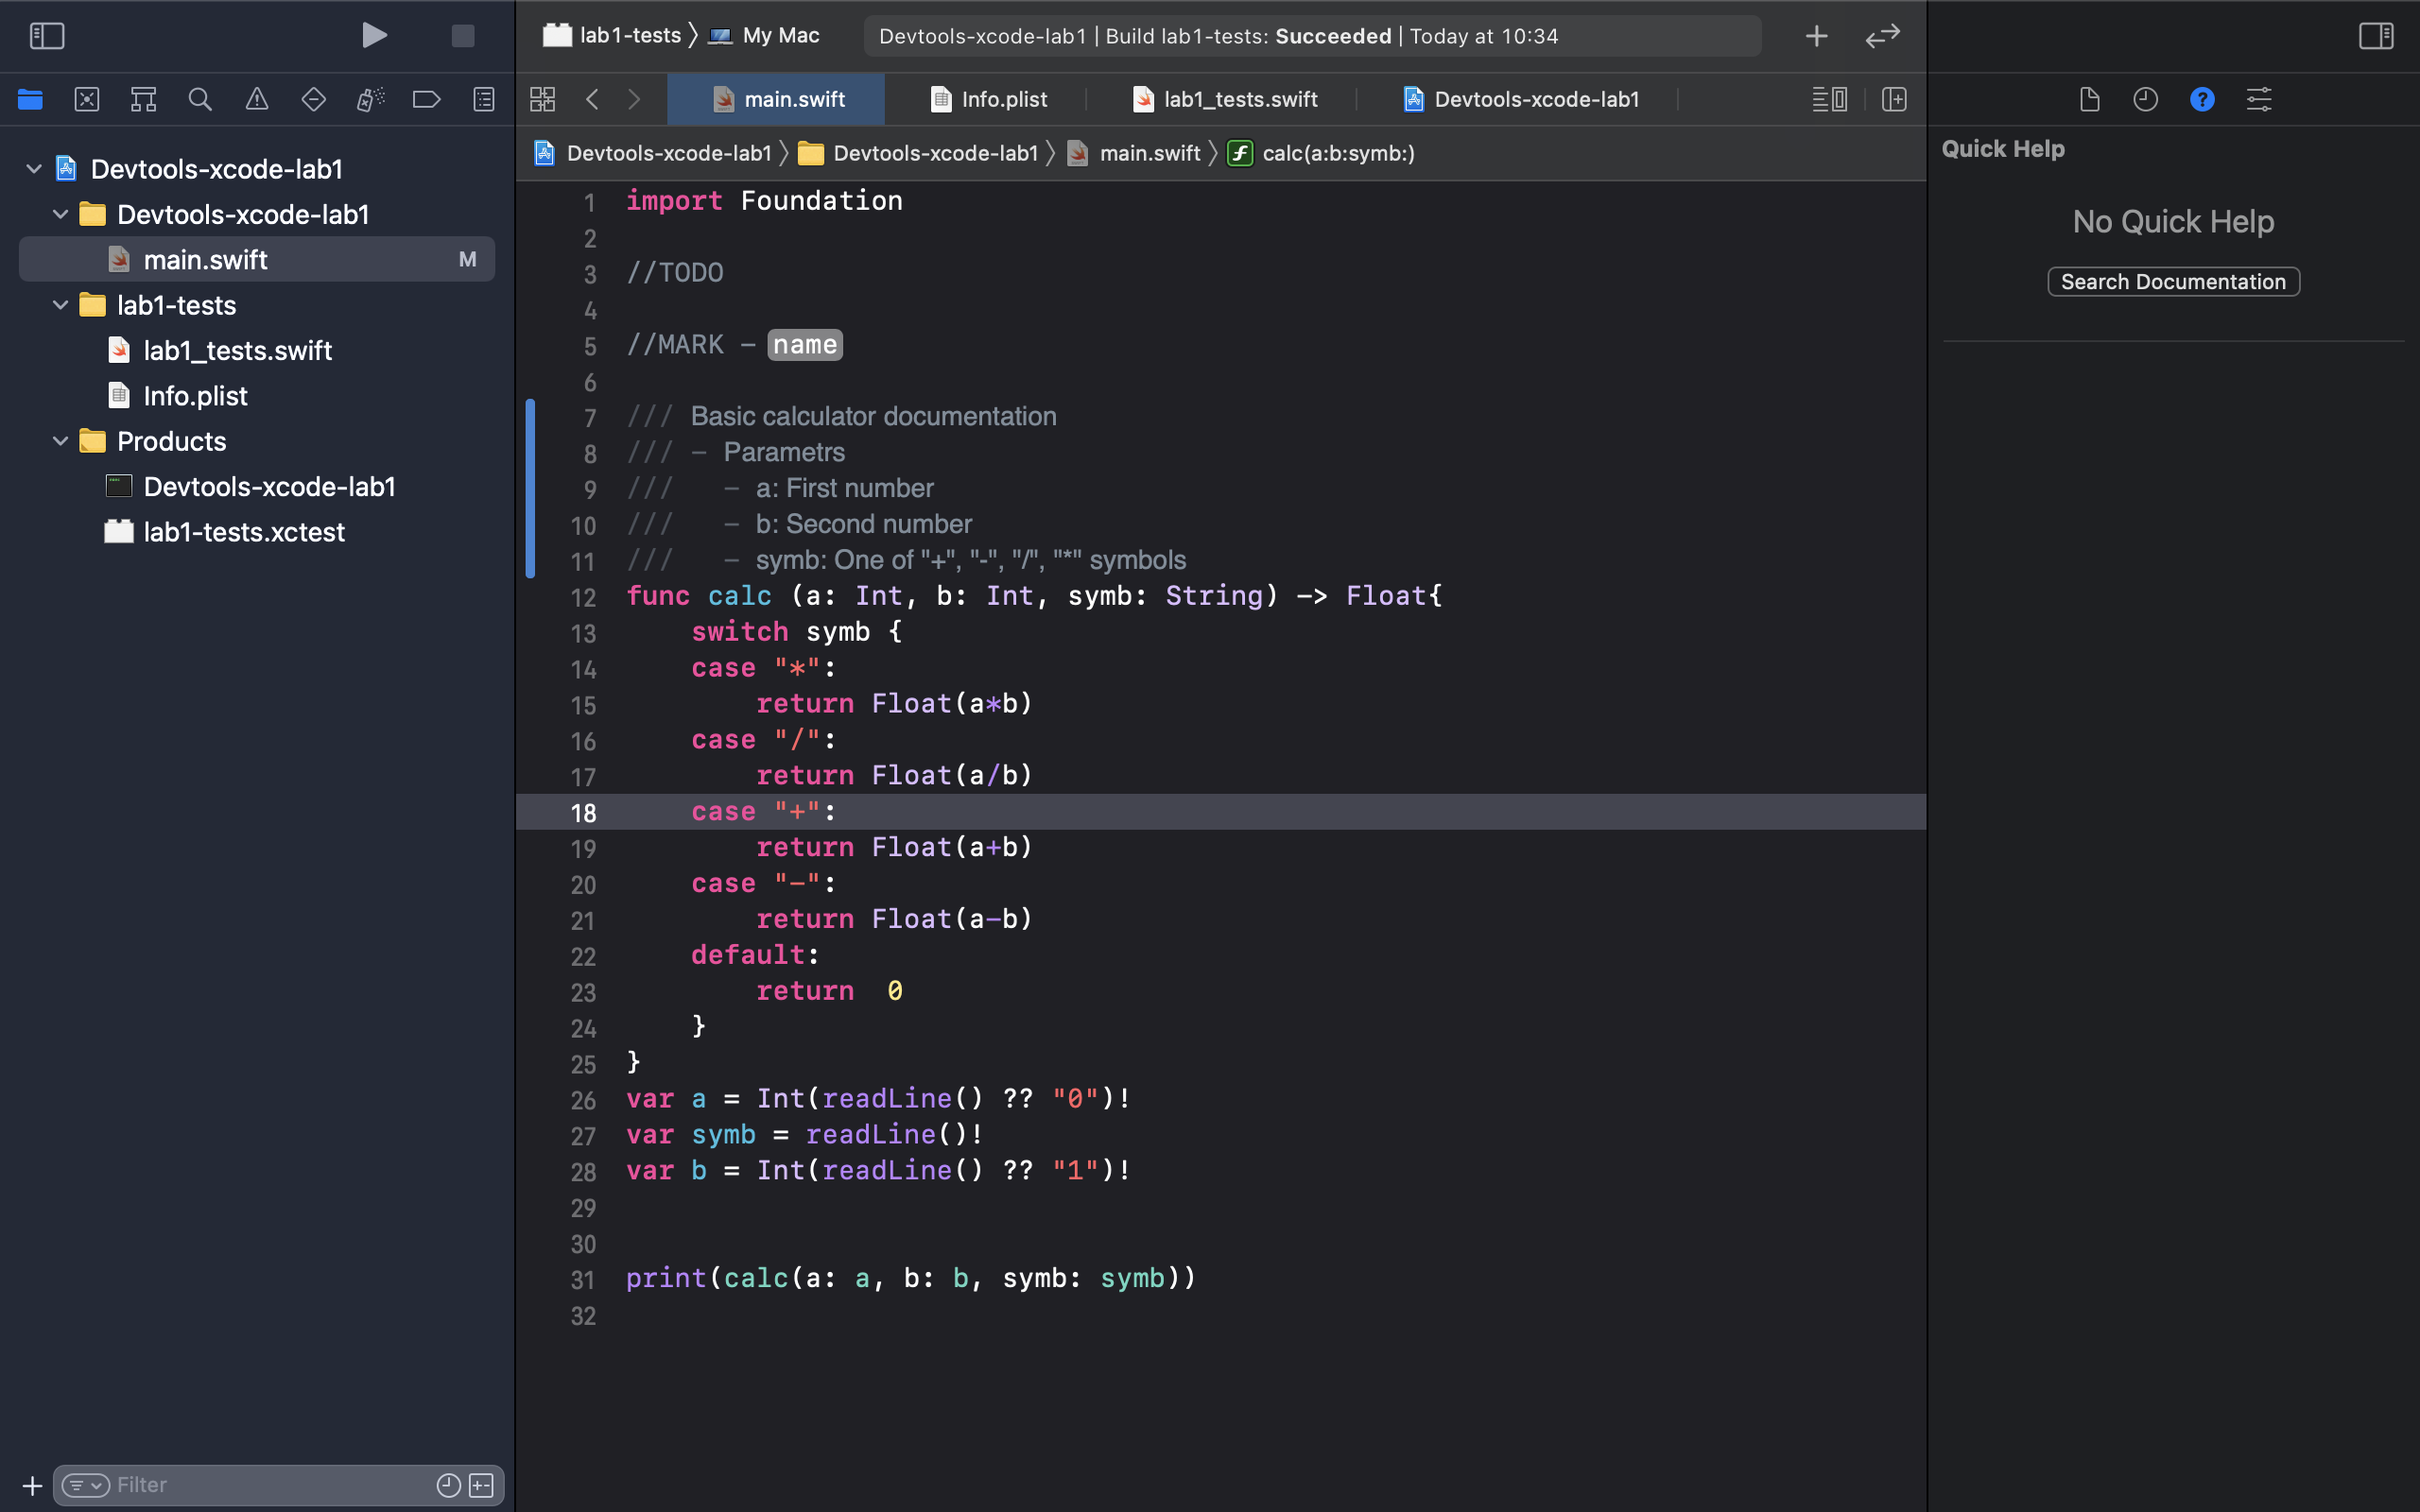 lab1-tests 〉 My Mac
Devtools-xcode-lab1 | Build lab1-tests: Succeeded | Today at 10:34
main.swift
Info.plist
lab1_tests.swift
Devtools-xcode-lab1
Devtools-xcode-lab1 〉 Devtools-xcode-lab1 〉 main.swift 〉 f calc(a:b:symb:)
Devtools-xcode-lab1
Devtools-xcode-lab1
main.swift M
lab1-tests
lab1_tests.swift
Info.plist
Products
Devtools-xcode-lab1
lab1-tests.xctest
Filter
1 import Foundation
2
3 //TODO
4
5 //MARK - name
6
7 /// Basic calculator documentation
8 /// - Parametrs
9 ///   - a: First number
10 ///   - b: Second number
11 ///   - symb: One of "+", "-", "/", "*" symbols
12 func calc (a: Int, b: Int, symb: String) -> Float{
13     switch symb {
14     case "*":
15         return Float(a*b)
16     case "/":
17         return Float(a/b)
18     case "+":
19         return Float(a+b)
20     case "-":
21         return Float(a-b)
22     default:
23         return  0
24     }
25 }
26 var a = Int(readLine() ?? "0")!
27 var symb = readLine()!
28 var b = Int(readLine() ?? "1")!
29
30
31 print(calc(a: a, b: b, symb: symb))
32
Quick Help
No Quick Help
Search Documentation